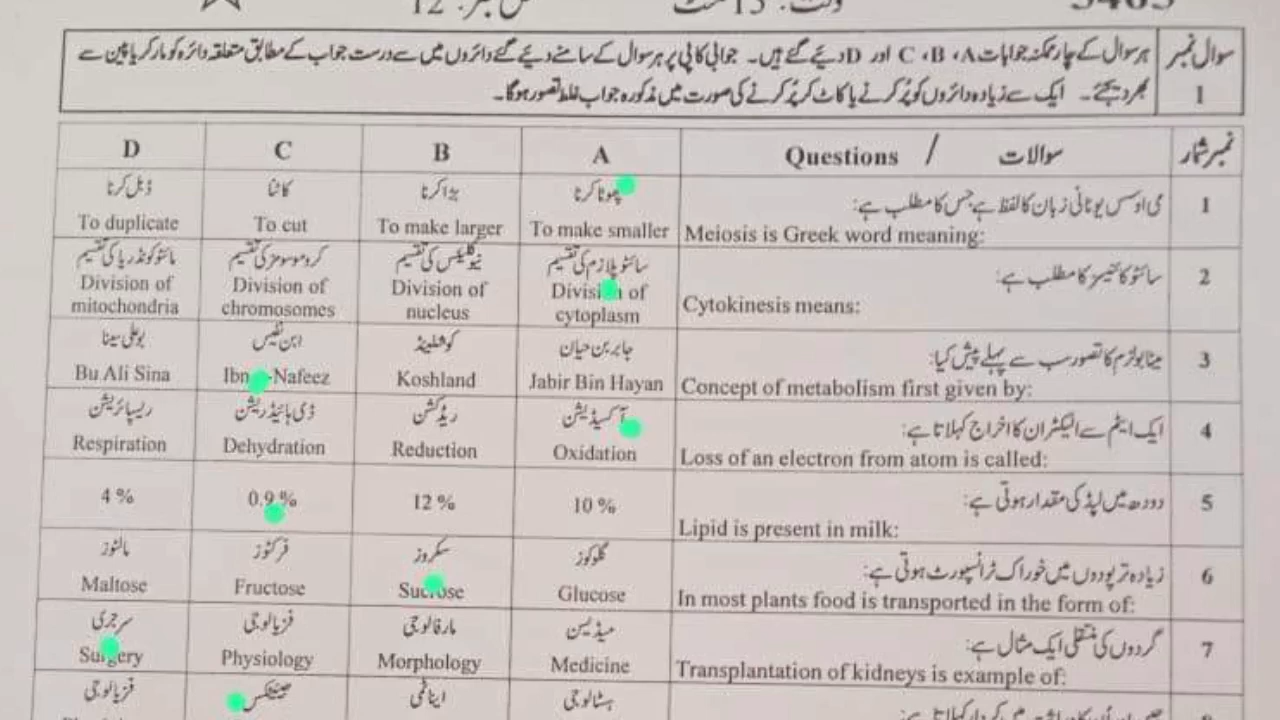 سوال نمبر 1
ہر سوال کے چار ممکنہ جوابات A، B، C اور D دیئے گئے ہیں۔ جوابی کاپی پر ہر سوال کے سامنے دیئے گئے دائروں میں سے درست جواب کے مطابق متعلقہ دائرہ کو مارکر یا پین سے
بھر دیجئے۔ ایک سے زیادہ دائروں کو پُر کرنے یا کاٹ کر پُر کرنے کی صورت میں مذکورہ جواب غلط تصور ہوگا۔
نمبر شمار سوالات / Questions A B C D
1 می اوسس یونانی زبان کا لفظ ہے جس کا مطلب ہے: چھوٹا کرنا بڑا کرنا کاٹنا ڈبل کرنا
Meiosis is Greek word meaning: To make smaller To make larger To cut To duplicate
2 سائٹوکائنیسز کا مطلب ہے: سائٹوپلازم کی تقسیم نیوکلیئس کی تقسیم کروموسومز کی تقسیم مائٹوکونڈریا کی تقسیم
Cytokinesis means: Division of cytoplasm Division of nucleus Division of chromosomes Division of mitochondria
3 میٹابولزم کا تصور سب سے پہلے پیش کیا: جابر بن حیان کوشلینڈ ابن نفیس بو علی سینا
Concept of metabolism first given by: Jabir Bin Hayan Koshland Ibn -Nafeez Bu Ali Sina
4 ایک ایٹم سے الیکٹران کا اخراج کہلاتا ہے: آکسیڈیشن ریڈکشن ڈی ہائیڈریشن ریسپائریشن
Loss of an electron from atom is called: Oxidation Reduction Dehydration Respiration
5 دودھ میں لپڈ کی مقدار ہوتی ہے:
Lipid is present in milk: 10 % 12 % 0.9 % 4 %
6 زیادہ تر پودوں میں خوراک ٹرانسپورٹ ہوتی ہے: گلوکوز سکروز فرکٹوز مالٹوز
In most plants food is transported in the form of: Glucose Sucrose Fructose Maltose
7 گردوں کی منتقلی ایک مثال ہے: میڈیسن مارفالوجی فزیالوجی سرجری
Transplantation of kidneys is example of: Medicine Morphology Physiology Surgery
ہسٹالوجی اناٹمی جینیٹکس فزیالوجی